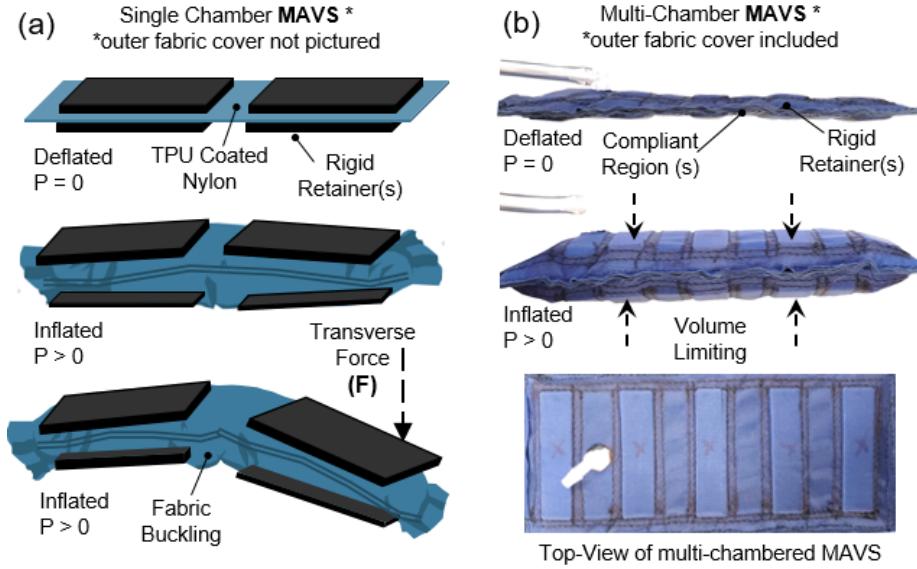 (a)
Single Chamber MAVS *
*outer fabric cover not pictured
Deflated
P = 0
TPU Coated
Nylon
Rigid
Retainer(s)
Inflated
P > 0
Transverse
Force
(F)
Inflated
P > 0
Fabric
Buckling
(b)
Multi-Chamber MAVS *
*outer fabric cover included
Deflated
P = 0
Compliant
Region (s)
Rigid
Retainer(s)
Inflated
P > 0
Volume
Limiting
Top-View of multi-chambered MAVS